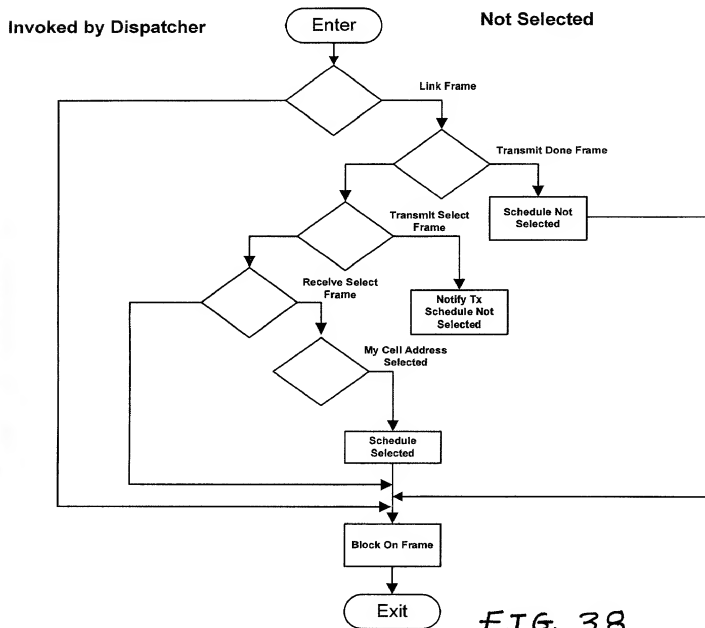 Invoked by Dispatcher
Enter
Not Selected
Link Frame
Transmit Done Frame
Schedule Not
Selected
Transmit Select
Frame
Receive Select
Frame
Notify Tx
Schedule Not
Selected
My Cell Address
Selected
Schedule
Selected
Block On Frame
Exit
FIG. 38